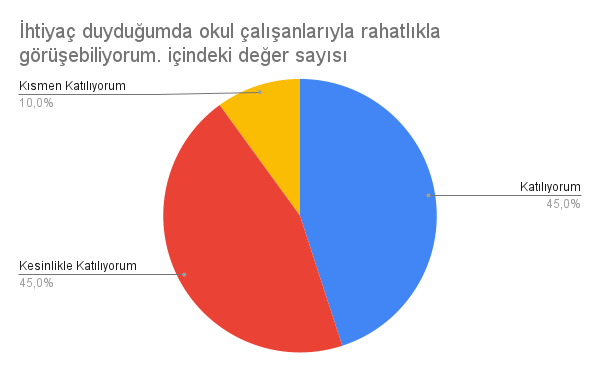 İhtiyaç duyduğumda okul çalışanlarıyla rahatlıkla
görüşebiliyorum. içindeki değer sayısı
Kısmen Katılıyorum
10,0%
Katılıyorum
45,0%
Kesinlikle Katılıyorum
45,0%